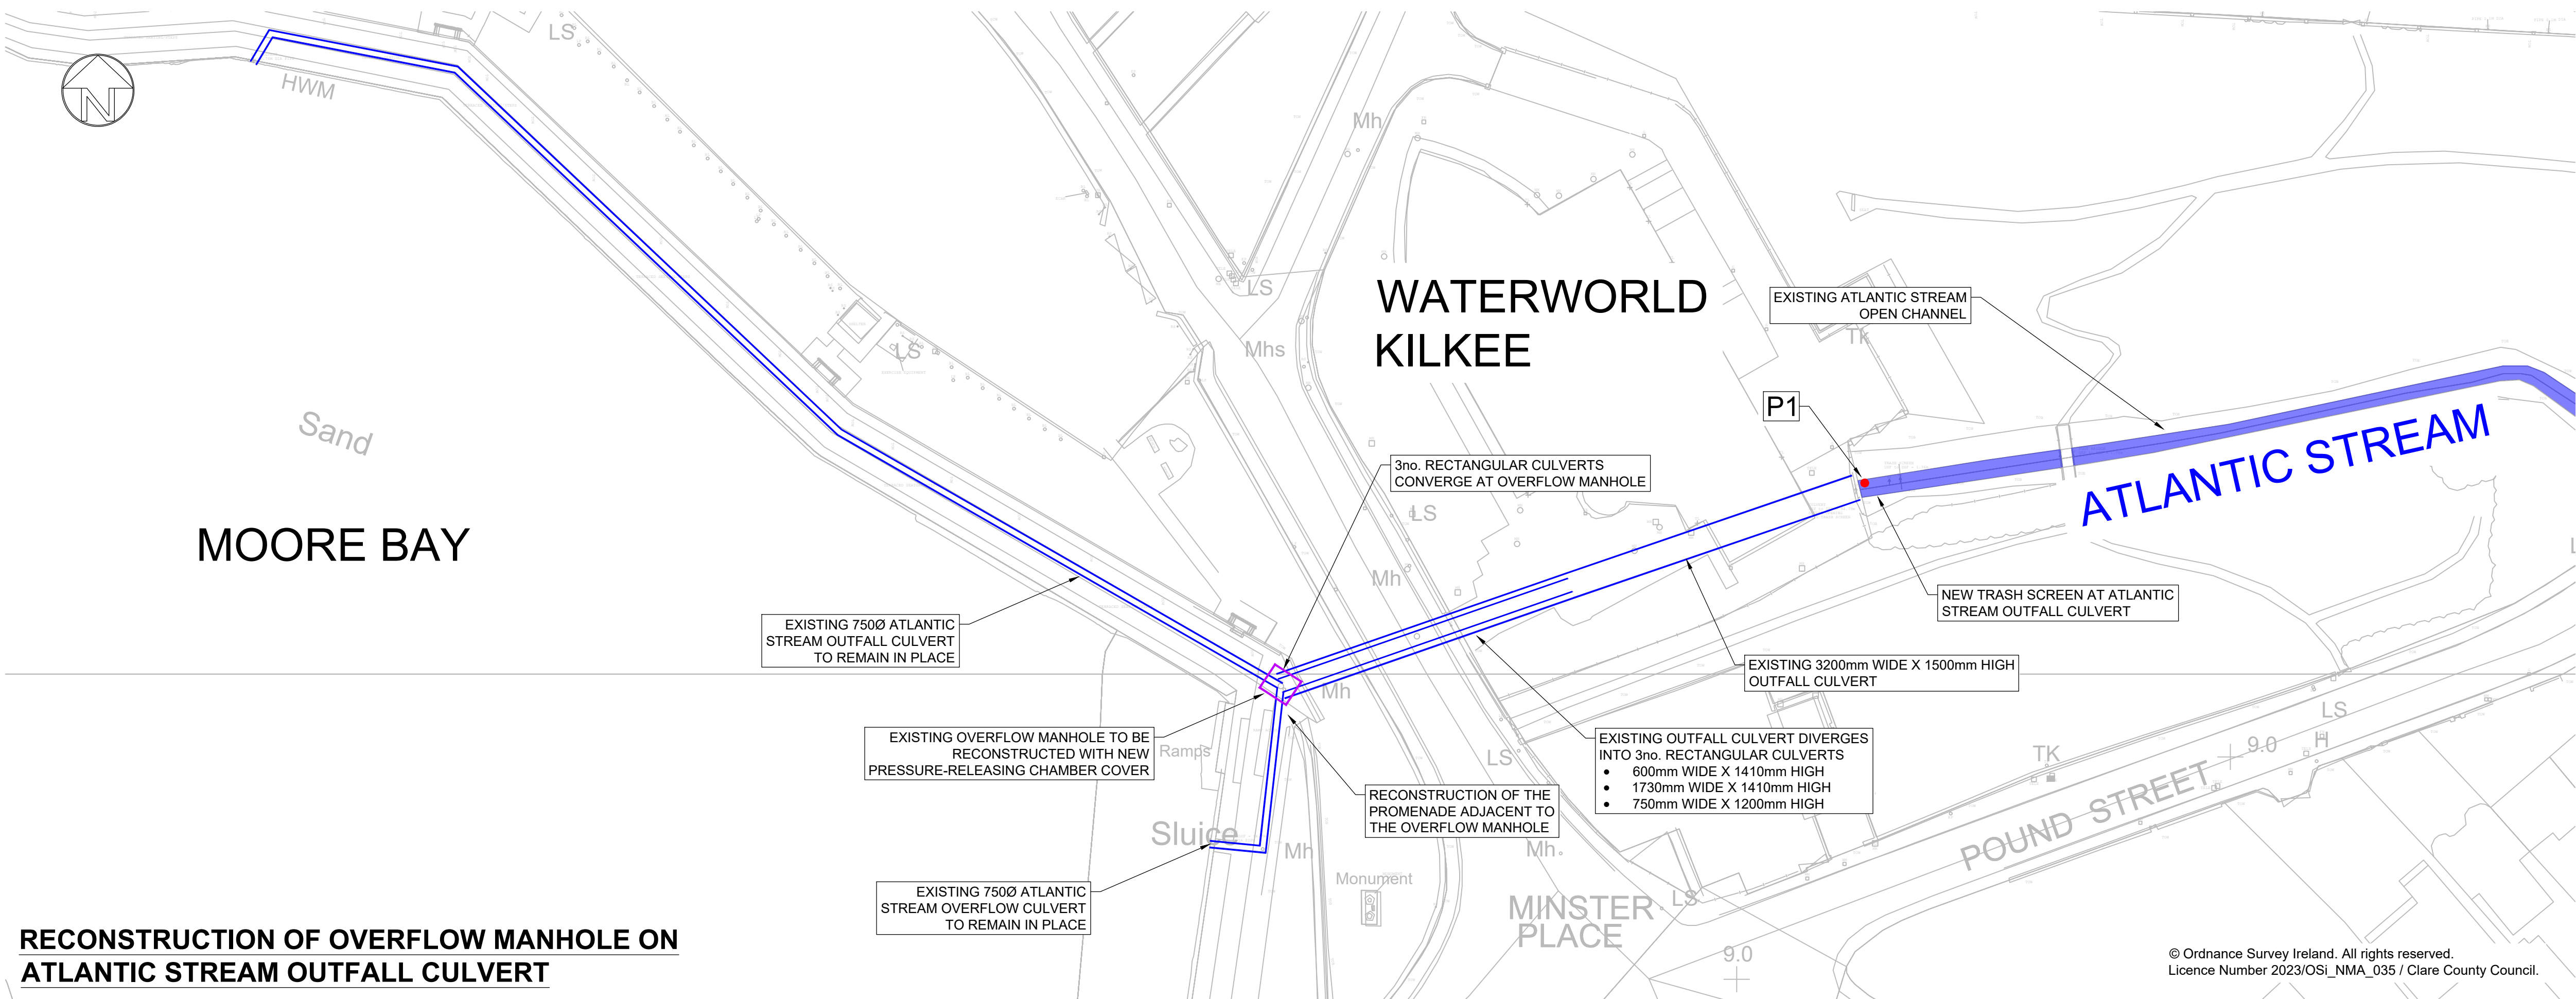 LS
HWM
N
Mh
LS
Mhs
WATERWORLD
KILKEE
EXISTING ATLANTIC STREAM
OPEN CHANNEL
Tk
LS
P1
Sand
ATLANTIC STREAM
3no. RECTANGULAR CULVERTS
CONVERGE AT OVERFLOW MANHOLE
LS
MOORE BAY
Mh
NEW TRASH SCREEN AT ATLANTIC
STREAM OUTFALL CULVERT
EXISTING 750Ø ATLANTIC
STREAM OUTFALL CULVERT
TO REMAIN IN PLACE
EXISTING 3200mm WIDE X 1500mm HIGH
OUTFALL CULVERT
Mh
EXISTING OVERFLOW MANHOLE TO BE
RECONSTRUCTED WITH NEW
PRESSURE-RELEASING CHAMBER COVER
Ramps
EXISTING OUTFALL CULVERT DIVERGES
INTO 3no. RECTANGULAR CULVERTS
• 600mm WIDE X 1410mm HIGH
• 1730mm WIDE X 1410mm HIGH
• 750mm WIDE X 1200mm HIGH
LS
LS
H
9.0
TK
POUND STREET
RECONSTRUCTION OF THE
PROMENADE ADJACENT TO
THE OVERFLOW MANHOLE
Sluice
Mh
Mh
Monument
LS
MINSTER
PLACE
9.0
EXISTING 750Ø ATLANTIC
STREAM OVERFLOW CULVERT
TO REMAIN IN PLACE
RECONSTRUCTION OF OVERFLOW MANHOLE ON
ATLANTIC STREAM OUTFALL CULVERT
© Ordnance Survey Ireland. All rights reserved.
Licence Number 2023/OSi_NMA_035 / Clare County Council.